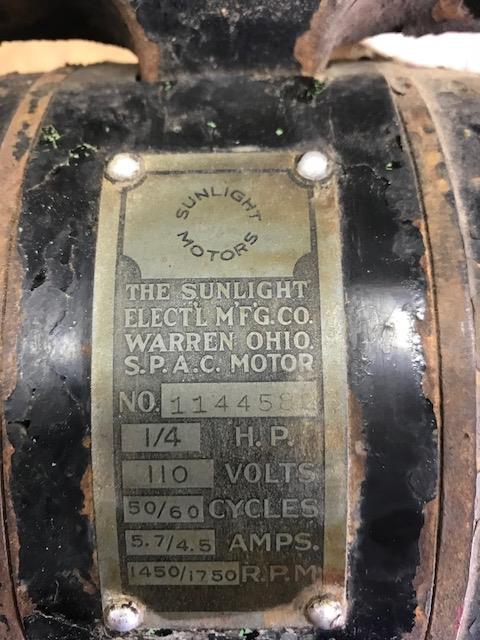 SUNLIGHT
MOTORS
THE SUNLIGHT
ELECT'L MFG. CO.
WARREN OHIO.
S.P. A.C. MOTOR
NO.
1/4 H.P.
110 VOLTS
50/60 CYCLES
5.7/4.5 AMPS.
1450/1750 R.P.M